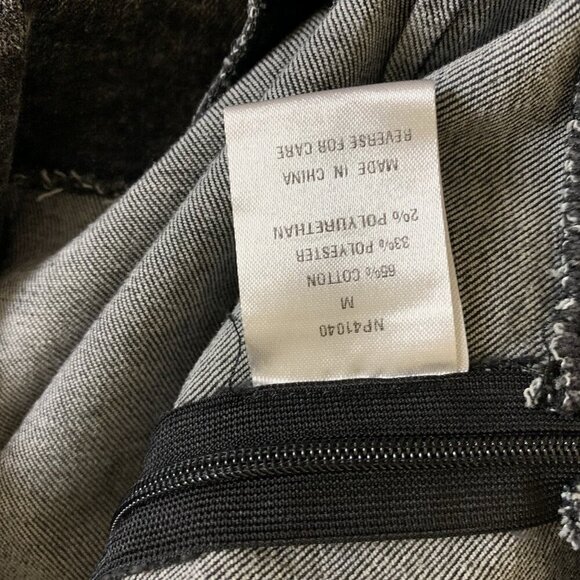 NP41040
M
65% COTTON
33% POLYESTER
2% POLYURETHAN
MADE IN CHINA
REVERSE FOR CARE